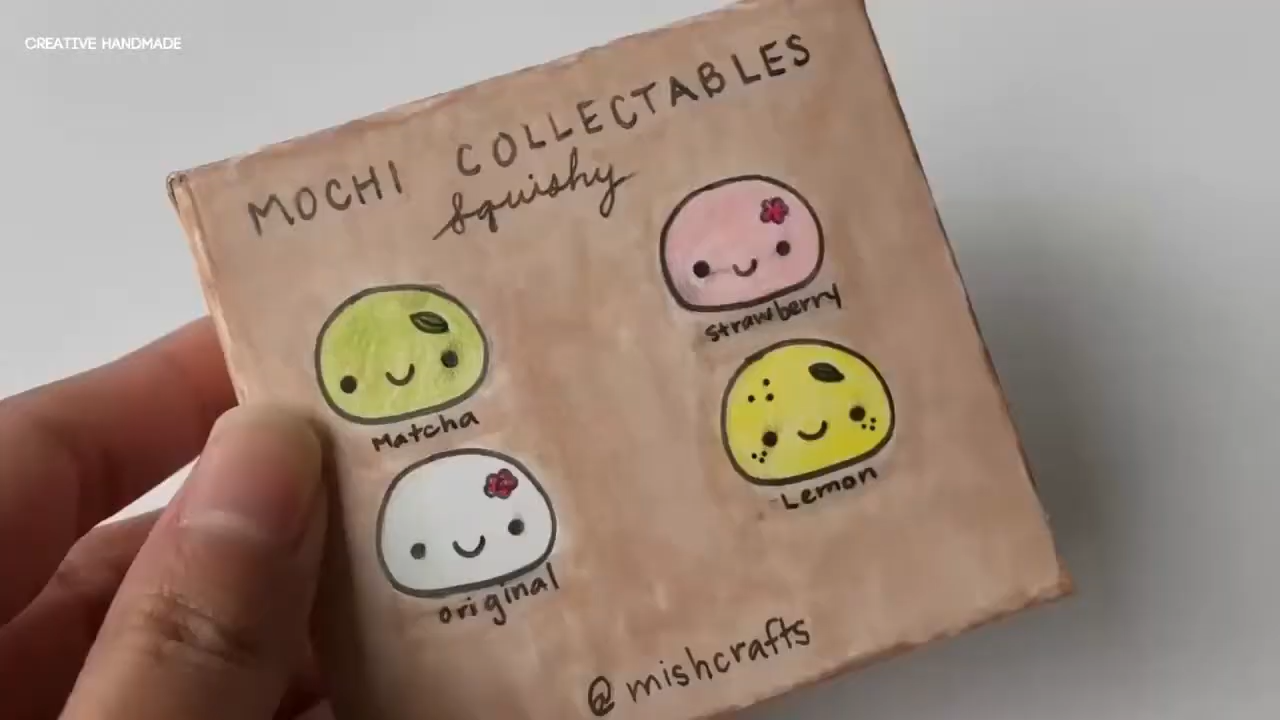 CREATIVE HANDMADE
MOCHI COLLECTABLES
squishy
Matcha
strawberry
original
Lemon
@mishcrafts